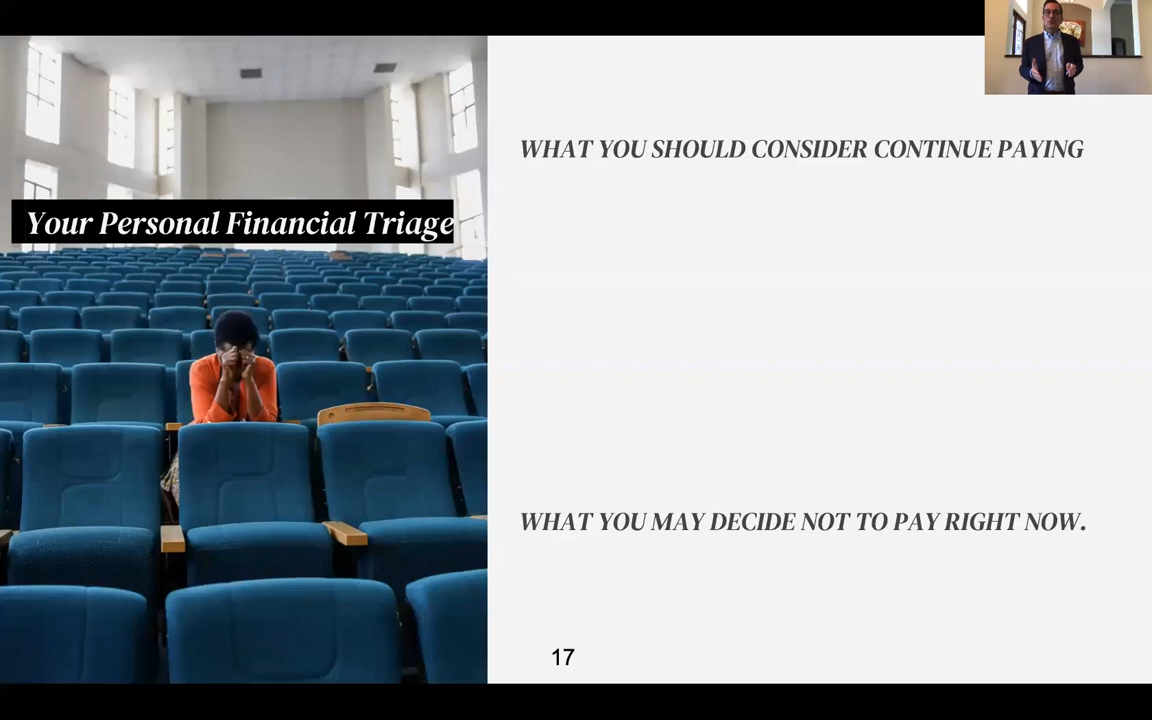 Your Personal Financial Triage
WHAT YOU SHOULD CONSIDER CONTINUE PAYING
WHAT YOU MAY DECIDE NOT TO PAY RIGHT NOW.
17